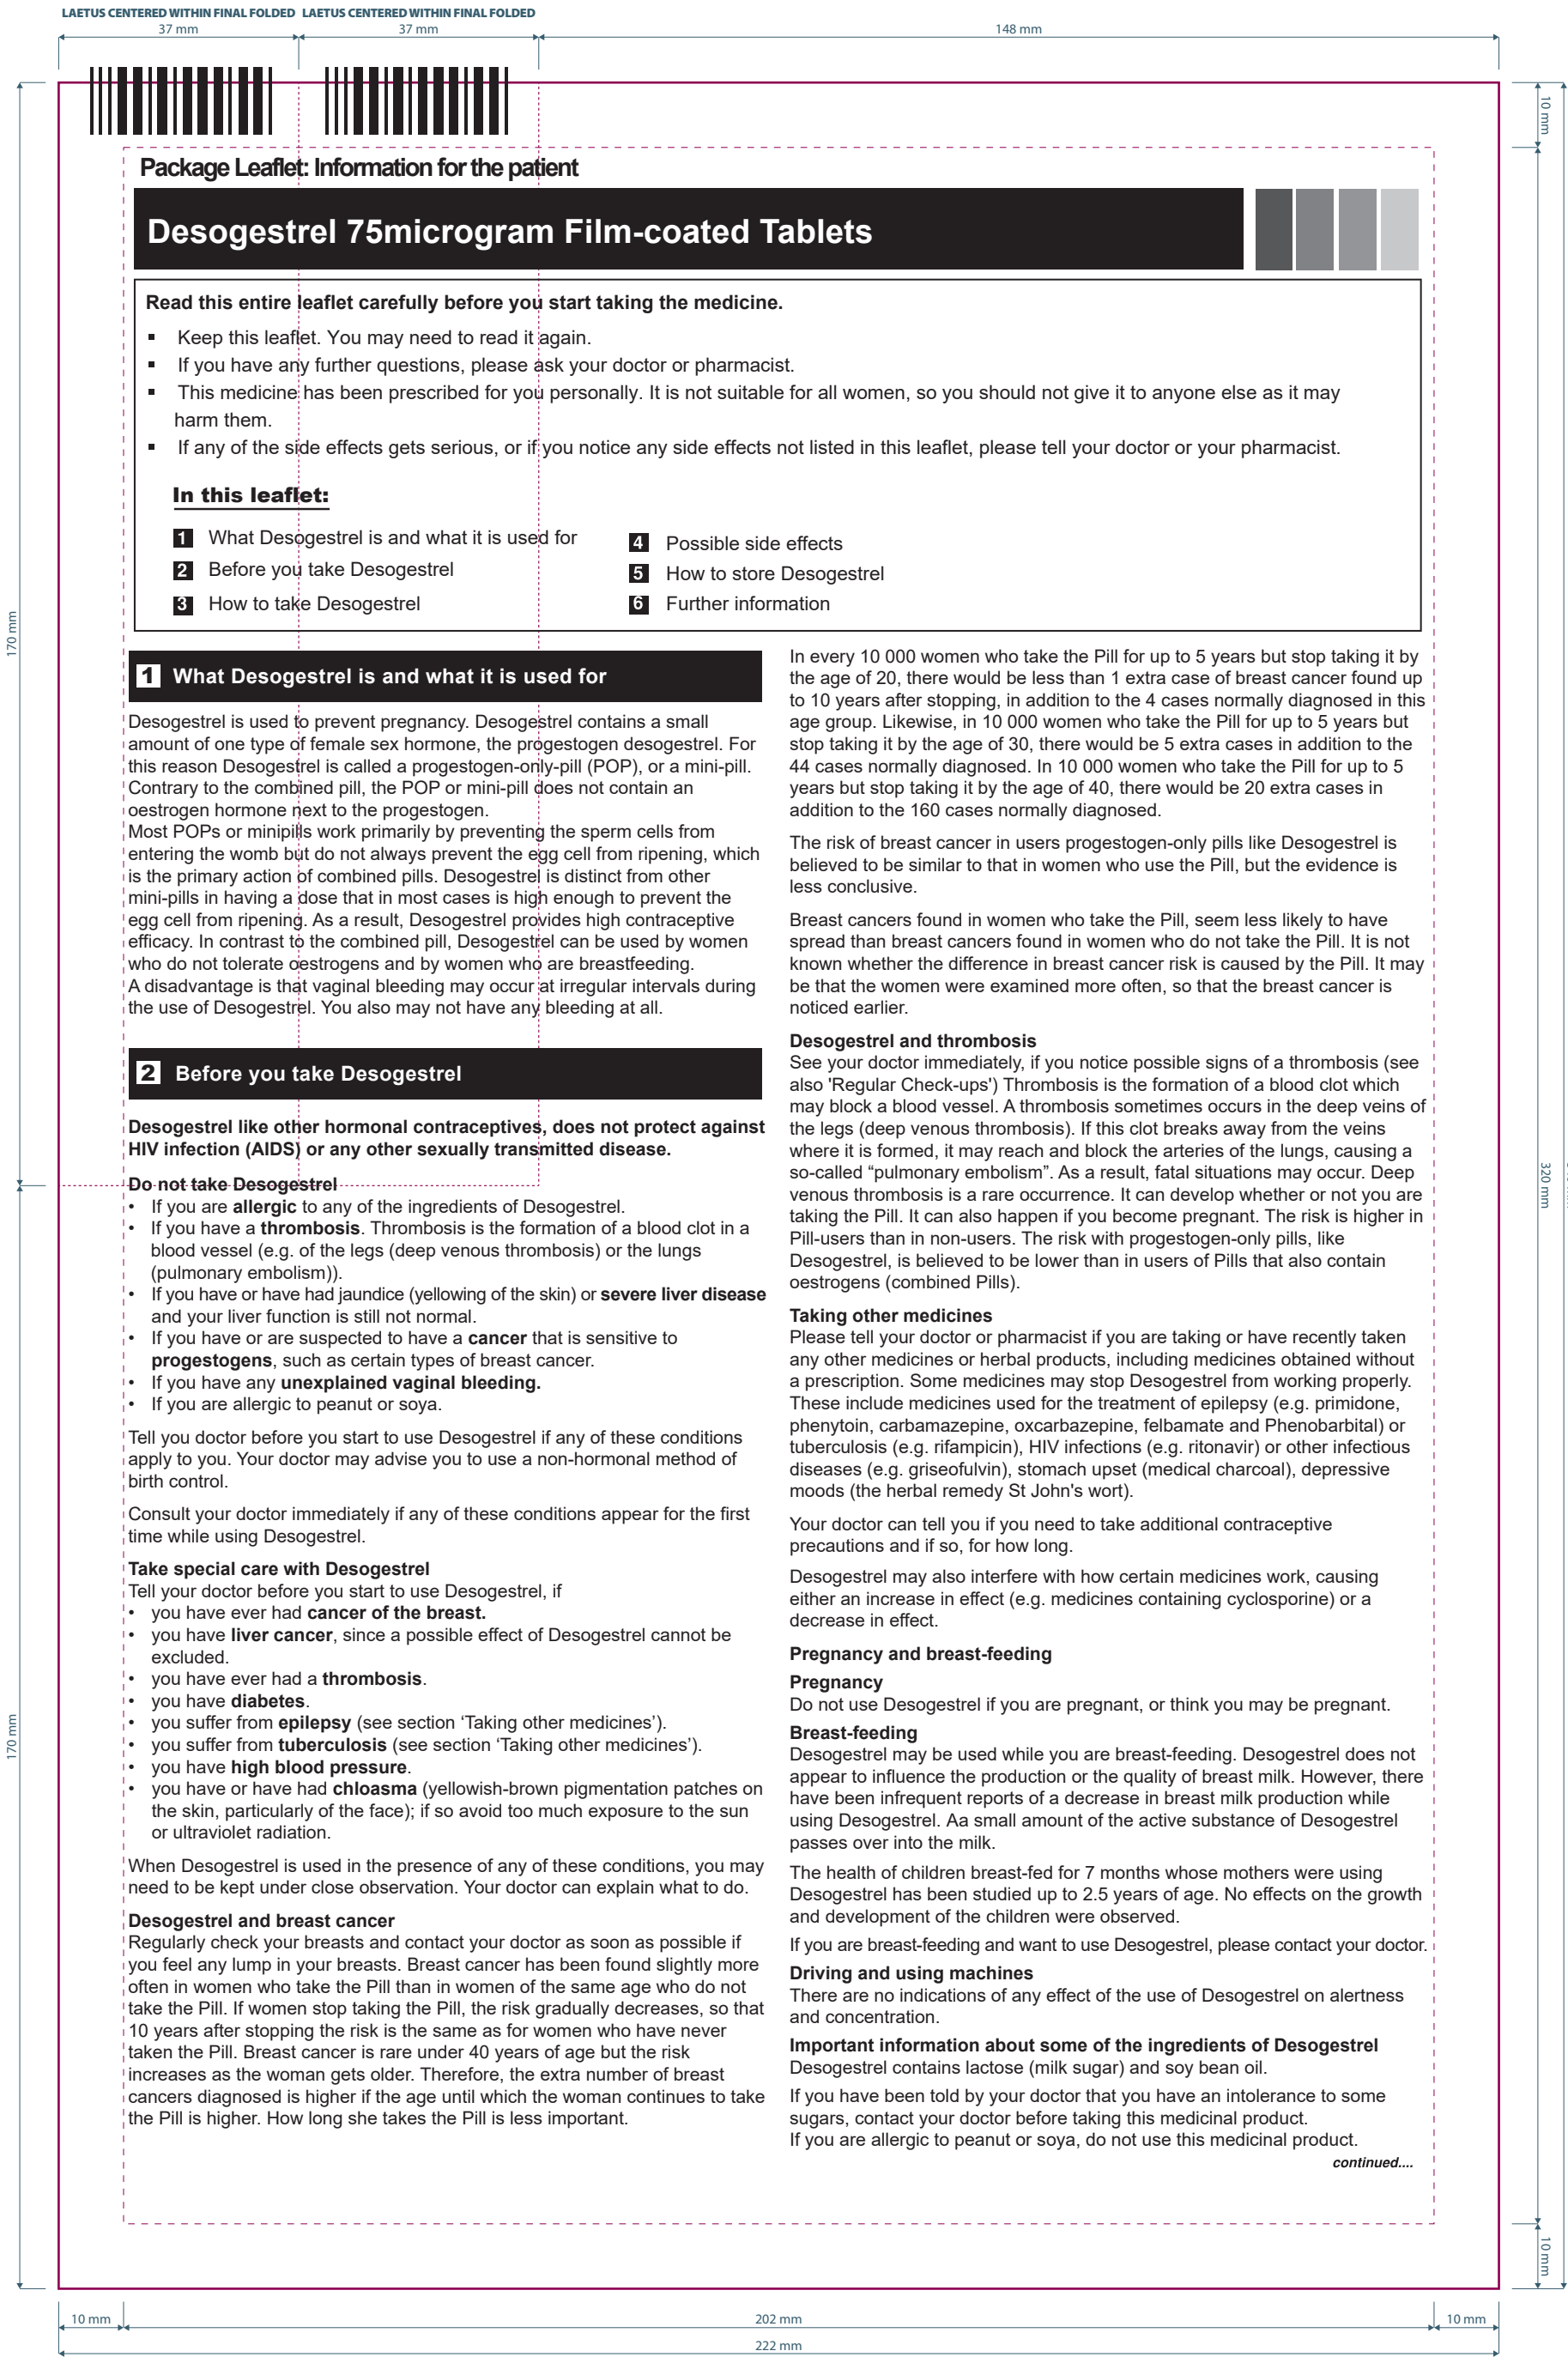 LAETUS CENTERED WITHIN FINAL FOLDED LAETUS CENTERED WITHIN FINAL FOLDED
37 mm 37 mm 148 mm
10 mm
Package Leaflet: Information for the patient
Desogestrel 75microgram Film-coated Tablets
Read this entire leaflet carefully before you start taking the medicine.
▪ Keep this leaflet. You may need to read it again.
▪ If you have any further questions, please ask your doctor or pharmacist.
▪ This medicine has been prescribed for you personally. It is not suitable for all women, so you should not give it to anyone else as it may
harm them.
▪ If any of the side effects gets serious, or if you notice any side effects not listed in this leaflet, please tell your doctor or your pharmacist.
In this leaflet:
1 What Desogestrel is and what it is used for
2 Before you take Desogestrel
3 How to take Desogestrel
4 Possible side effects
5 How to store Desogestrel
6 Further information
170 mm
1 What Desogestrel is and what it is used for
Desogestrel is used to prevent pregnancy. Desogestrel contains a small
amount of one type of female sex hormone, the progestogen desogestrel. For
this reason Desogestrel is called a progestogen-only-pill (POP), or a mini-pill.
Contrary to the combined pill, the POP or mini-pill does not contain an
oestrogen hormone next to the progestogen.
Most POPs or minipills work primarily by preventing the sperm cells from
entering the womb but do not always prevent the egg cell from ripening, which
is the primary action of combined pills. Desogestrel is distinct from other
mini-pills in having a dose that in most cases is high enough to prevent the
egg cell from ripening. As a result, Desogestrel provides high contraceptive
efficacy. In contrast to the combined pill, Desogestrel can be used by women
who do not tolerate oestrogens and by women who are breastfeeding.
A disadvantage is that vaginal bleeding may occur at irregular intervals during
the use of Desogestrel. You also may not have any bleeding at all.
2 Before you take Desogestrel
Desogestrel like other hormonal contraceptives, does not protect against
HIV infection (AIDS) or any other sexually transmitted disease.
Do not take Desogestrel
• If you are allergic to any of the ingredients of Desogestrel.
• If you have a thrombosis. Thrombosis is the formation of a blood clot in a
blood vessel (e.g. of the legs (deep venous thrombosis) or the lungs
(pulmonary embolism)).
• If you have or have had jaundice (yellowing of the skin) or severe liver disease
and your liver function is still not normal.
• If you have or are suspected to have a cancer that is sensitive to
progestogens, such as certain types of breast cancer.
• If you have any unexplained vaginal bleeding.
• If you are allergic to peanut or soya.
Tell you doctor before you start to use Desogestrel if any of these conditions
apply to you. Your doctor may advise you to use a non-hormonal method of
birth control.
Consult your doctor immediately if any of these conditions appear for the first
time while using Desogestrel.
Take special care with Desogestrel
Tell your doctor before you start to use Desogestrel, if
• you have ever had cancer of the breast.
• you have liver cancer, since a possible effect of Desogestrel cannot be
excluded.
• you have ever had a thrombosis.
• you have diabetes.
• you suffer from epilepsy (see section ‘Taking other medicines’).
• you suffer from tuberculosis (see section ‘Taking other medicines’).
• you have high blood pressure.
• you have or have had chloasma (yellowish-brown pigmentation patches on
the skin, particularly of the face); if so avoid too much exposure to the sun
or ultraviolet radiation.
When Desogestrel is used in the presence of any of these conditions, you may
need to be kept under close observation. Your doctor can explain what to do.
Desogestrel and breast cancer
Regularly check your breasts and contact your doctor as soon as possible if
you feel any lump in your breasts. Breast cancer has been found slightly more
often in women who take the Pill than in women of the same age who do not
take the Pill. If women stop taking the Pill, the risk gradually decreases, so that
10 years after stopping the risk is the same as for women who have never
taken the Pill. Breast cancer is rare under 40 years of age but the risk
increases as the woman gets older. Therefore, the extra number of breast
cancers diagnosed is higher if the age until which the woman continues to take
the Pill is higher. How long she takes the Pill is less important.
170 mm
In every 10 000 women who take the Pill for up to 5 years but stop taking it by
the age of 20, there would be less than 1 extra case of breast cancer found up
to 10 years after stopping, in addition to the 4 cases normally diagnosed in this
age group. Likewise, in 10 000 women who take the Pill for up to 5 years but
stop taking it by the age of 30, there would be 5 extra cases in addition to the
44 cases normally diagnosed. In 10 000 women who take the Pill for up to 5
years but stop taking it by the age of 40, there would be 20 extra cases in
addition to the 160 cases normally diagnosed.
The risk of breast cancer in users progestogen-only pills like Desogestrel is
believed to be similar to that in women who use the Pill, but the evidence is
less conclusive.
Breast cancers found in women who take the Pill, seem less likely to have
spread than breast cancers found in women who do not take the Pill. It is not
known whether the difference in breast cancer risk is caused by the Pill. It may
be that the women were examined more often, so that the breast cancer is
noticed earlier.
Desogestrel and thrombosis
See your doctor immediately, if you notice possible signs of a thrombosis (see
also 'Regular Check-ups') Thrombosis is the formation of a blood clot which
may block a blood vessel. A thrombosis sometimes occurs in the deep veins of
the legs (deep venous thrombosis). If this clot breaks away from the veins
where it is formed, it may reach and block the arteries of the lungs, causing a
so-called “pulmonary embolism”. As a result, fatal situations may occur. Deep
venous thrombosis is a rare occurrence. It can develop whether or not you are
taking the Pill. It can also happen if you become pregnant. The risk is higher in
Pill-users than in non-users. The risk with progestogen-only pills, like
Desogestrel, is believed to be lower than in users of Pills that also contain
oestrogens (combined Pills).
Taking other medicines
Please tell your doctor or pharmacist if you are taking or have recently taken
any other medicines or herbal products, including medicines obtained without
a prescription. Some medicines may stop Desogestrel from working properly.
These include medicines used for the treatment of epilepsy (e.g. primidone,
phenytoin, carbamazepine, oxcarbazepine, felbamate and Phenobarbital) or
tuberculosis (e.g. rifampicin), HIV infections (e.g. ritonavir) or other infectious
diseases (e.g. griseofulvin), stomach upset (medical charcoal), depressive
moods (the herbal remedy St John's wort).
Your doctor can tell you if you need to take additional contraceptive
precautions and if so, for how long.
Desogestrel may also interfere with how certain medicines work, causing
either an increase in effect (e.g. medicines containing cyclosporine) or a
decrease in effect.
Pregnancy and breast-feeding
Pregnancy
Do not use Desogestrel if you are pregnant, or think you may be pregnant.
Breast-feeding
Desogestrel may be used while you are breast-feeding. Desogestrel does not
appear to influence the production or the quality of breast milk. However, there
have been infrequent reports of a decrease in breast milk production while
using Desogestrel. Aa small amount of the active substance of Desogestrel
passes over into the milk.
The health of children breast-fed for 7 months whose mothers were using
Desogestrel has been studied up to 2.5 years of age. No effects on the growth
and development of the children were observed.
If you are breast-feeding and want to use Desogestrel, please contact your doctor.
Driving and using machines
There are no indications of any effect of the use of Desogestrel on alertness
and concentration.
Important information about some of the ingredients of Desogestrel
Desogestrel contains lactose (milk sugar) and soy bean oil.
If you have been told by your doctor that you have an intolerance to some
sugars, contact your doctor before taking this medicinal product.
If you are allergic to peanut or soya, do not use this medicinal product.
continued....
320 mm
10 mm
10 mm 202 mm 10 mm
222 mm